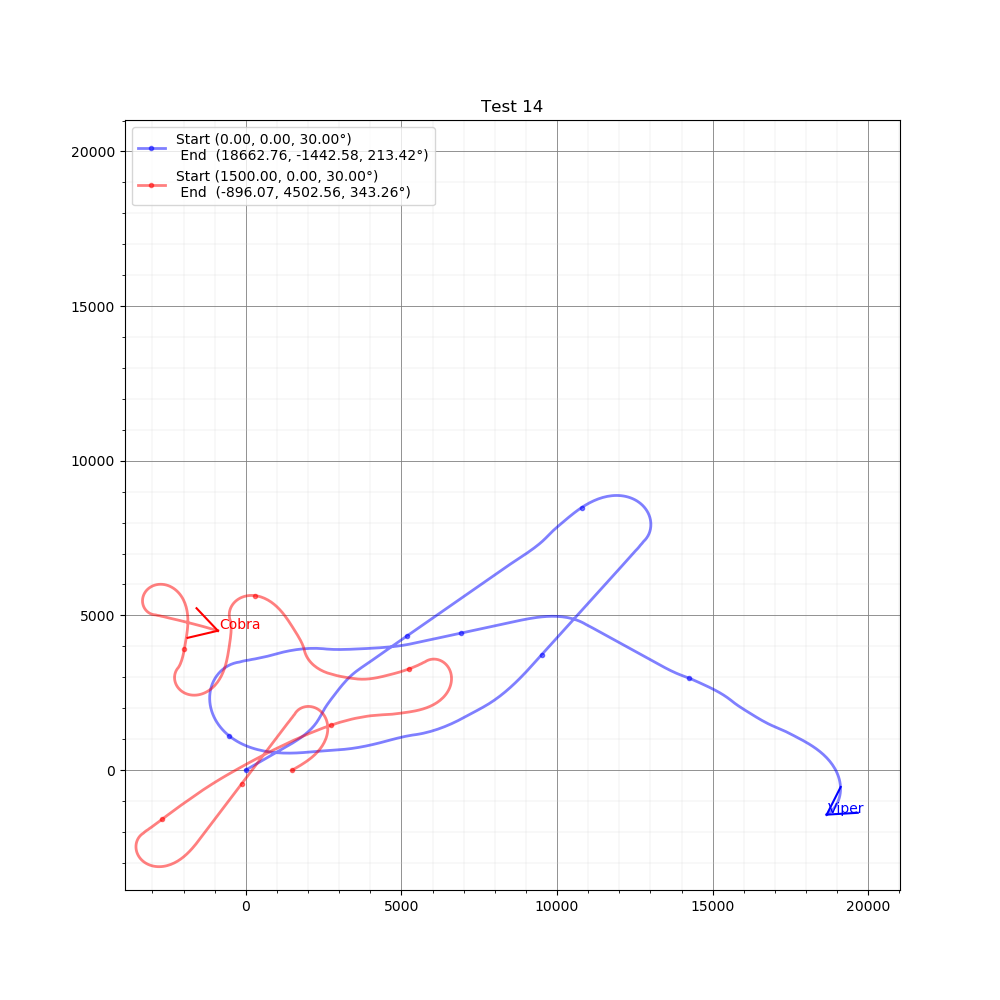 Test 14
Start (0.00, 0.00, 30.00°)
End (18662.76, -1442.58, 213.42°)
Start (1500.00, 0.00, 30.00°)
End (-896.07, 4502.56, 343.26°)
20000
15000
10000
5000
0
Cobra
Viper
0 5000 10000 15000 20000